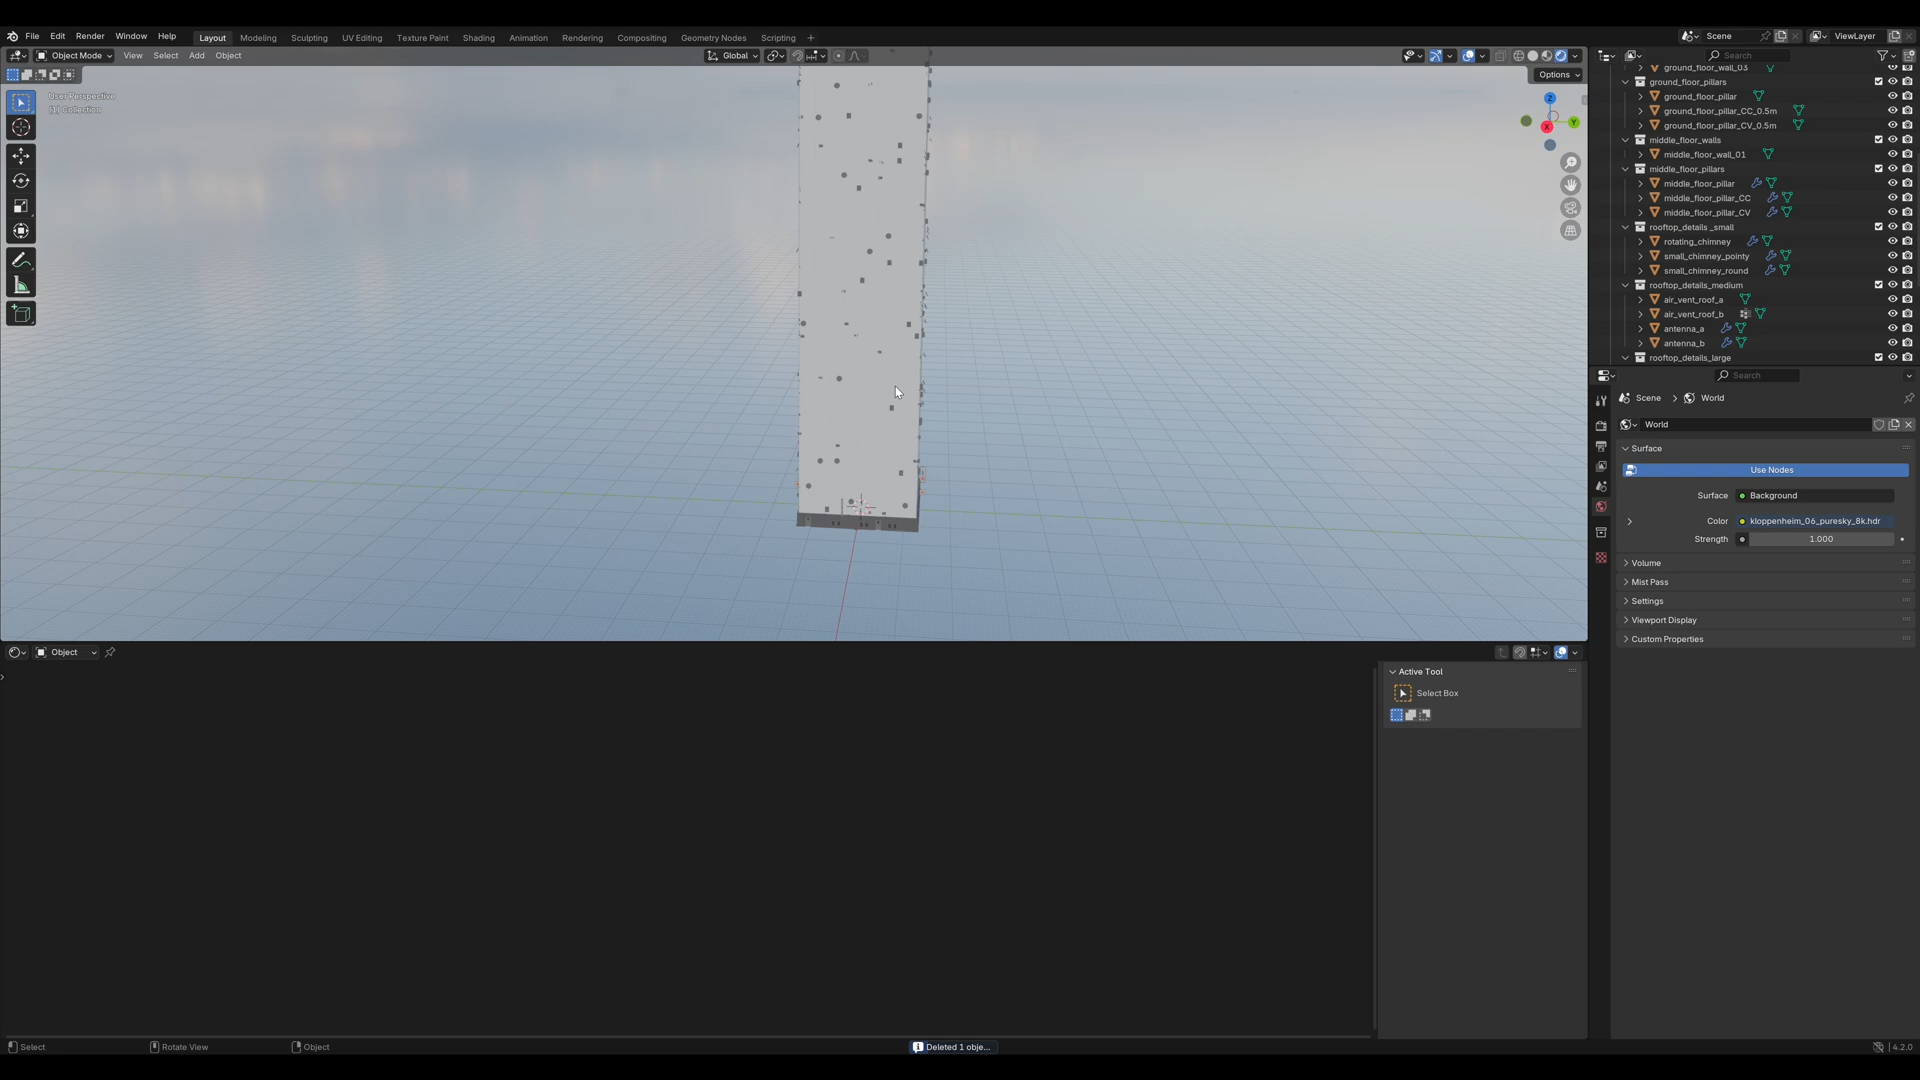 File Edit Render Window Help Layout Modeling Sculpting UV Editing Texture Paint Shading Animation Rendering Compositing Geometry Nodes Scripting + Scene ViewLayer
Object Mode View Select Add Object Global Search
Options
User Perspective
(1) Collection
Z
X
Y
ground_floor_wall_03
ground_floor_pillars
ground_floor_pillar
ground_floor_pillar_CC_0.5m
ground_floor_pillar_CV_0.5m
middle_floor_walls
middle_floor_wall_01
middle_floor_pillars
middle_floor_pillar
middle_floor_pillar_CC
middle_floor_pillar_CV
rooftop_details _small
rotating_chimney
small_chimney_pointy
small_chimney_round
rooftop_details_medium
air_vent_roof_a
air_vent_roof_b
antenna_a
antenna_b
rooftop_details_large
Search
Scene World
World
Surface
Use Nodes
Surface Background
Color kloppenheim_06_puresky_8k.hdr
Strength 1.000
Volume
Mist Pass
Settings
Viewport Display
Custom Properties
Object
Active Tool
Select Box
Select Rotate View Object Deleted 1 obje... 4.2.0